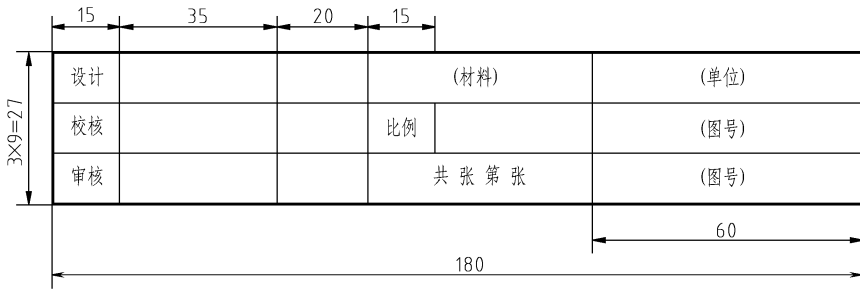 15 35 20 15
设计 (材料) (单位)
3×9=27
校核 比例 (图号)
审核 共 张 第 张 (图号)
60
180